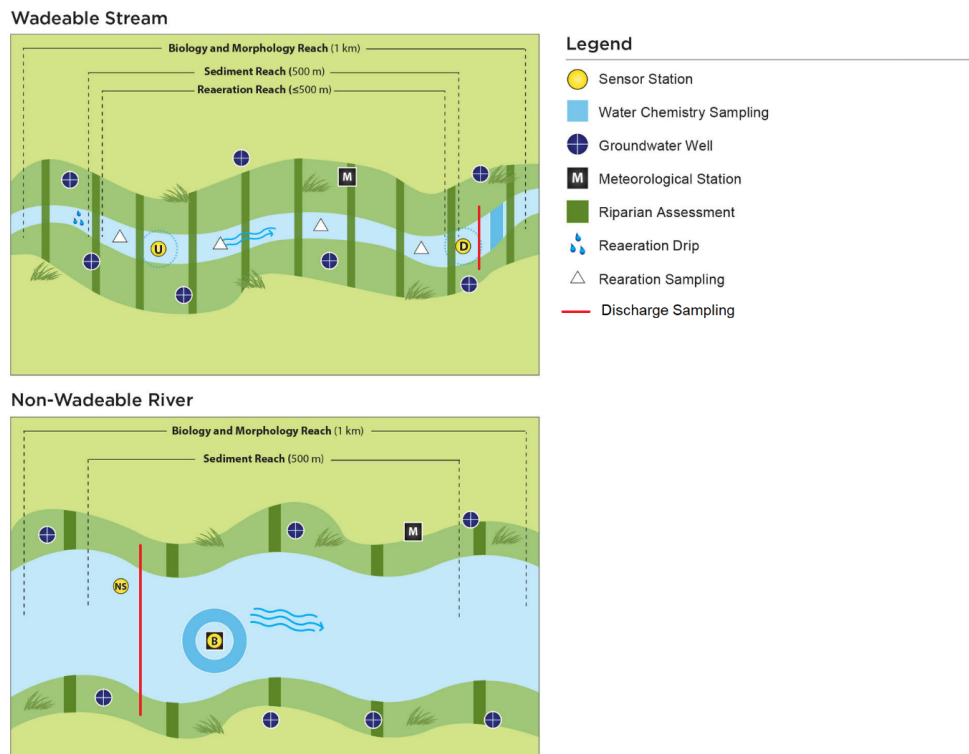 Wadeable Stream
Biology and Morphology Reach (1 km)
Sediment Reach (500 m)
Reaeration Reach (≤500 m)
M
U
D
Legend
Sensor Station
Water Chemistry Sampling
Groundwater Well
M Meteorological Station
Riparian Assessment
Reaeration Drip
Rearation Sampling
Discharge Sampling
Non-Wadeable River
Biology and Morphology Reach (1 km)
Sediment Reach (500 m)
M
NS
B